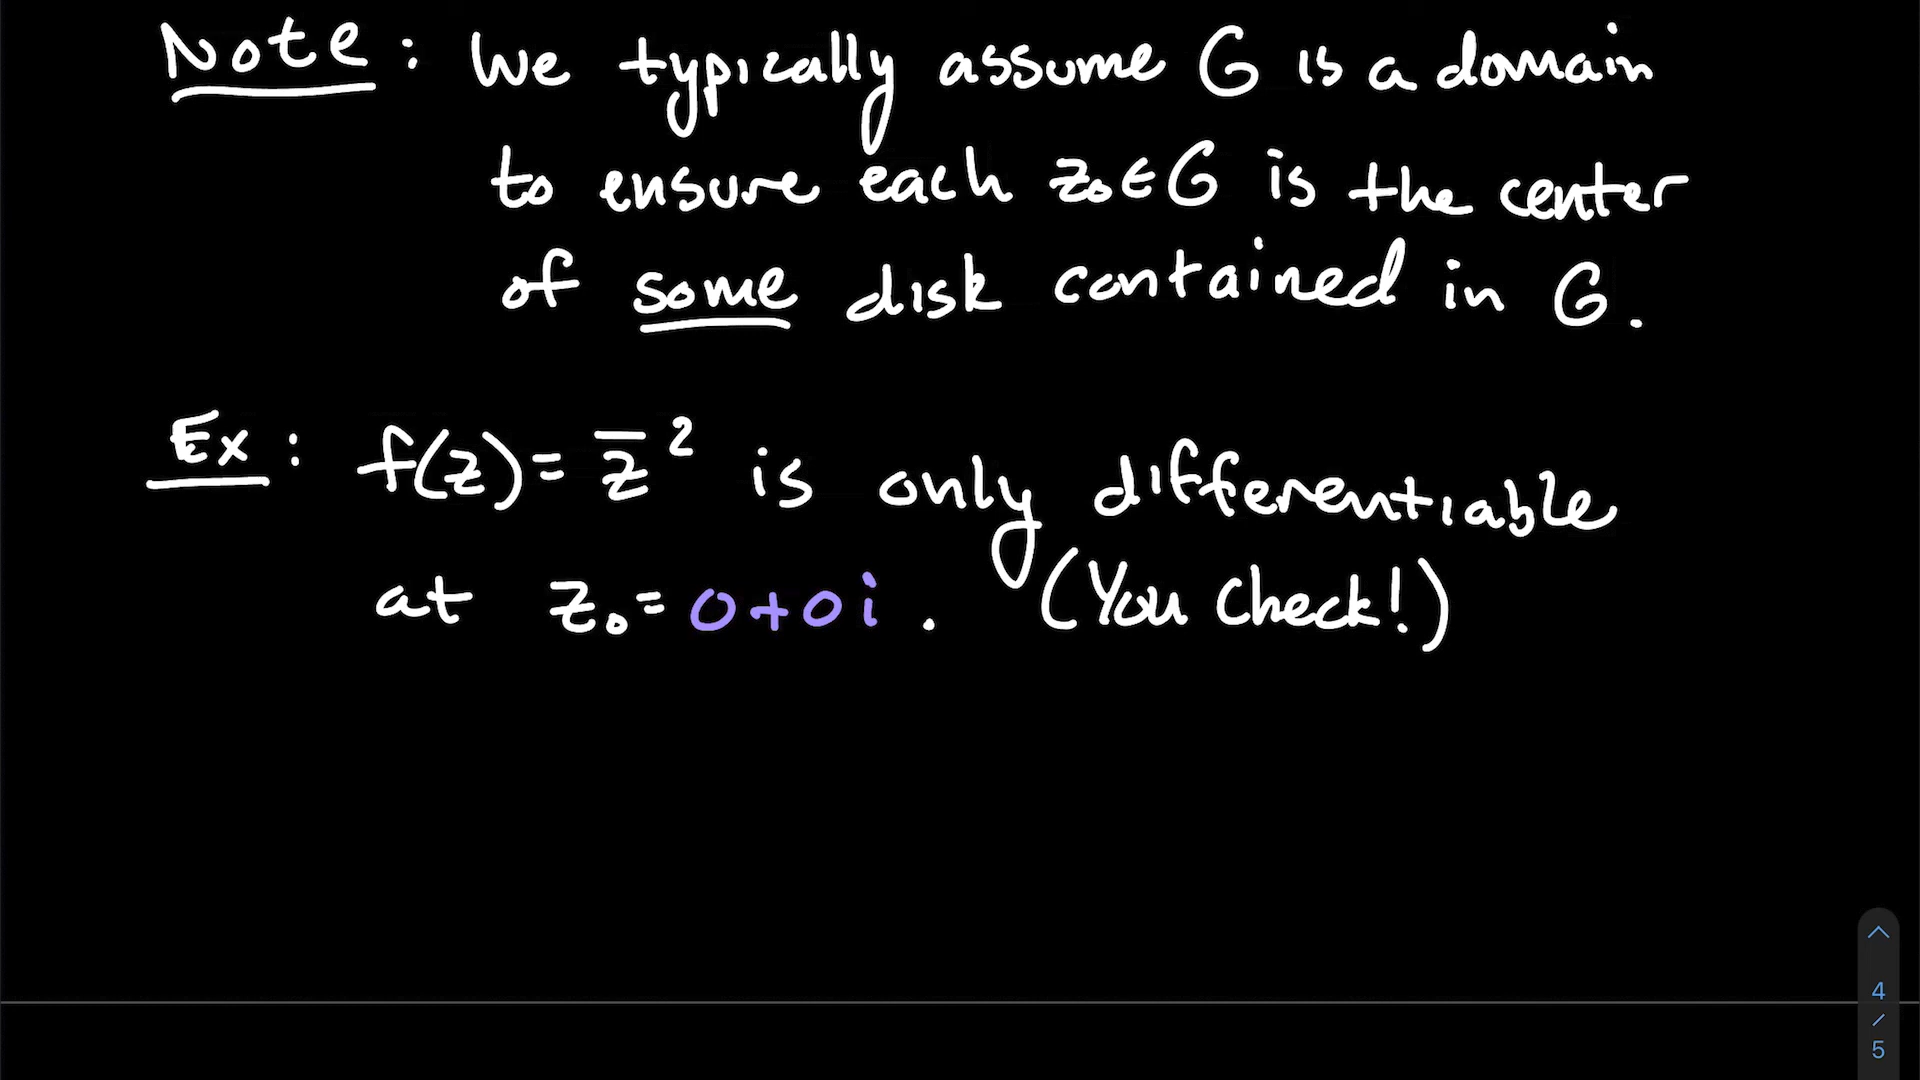 Note: We typically assume G is a domain
to ensure each z₀∈G is the center
of some disk contained in G.
Ex: f(z)= z̅² is only differentiable
at z₀= 0+0i. (You Check!)
4
/
5